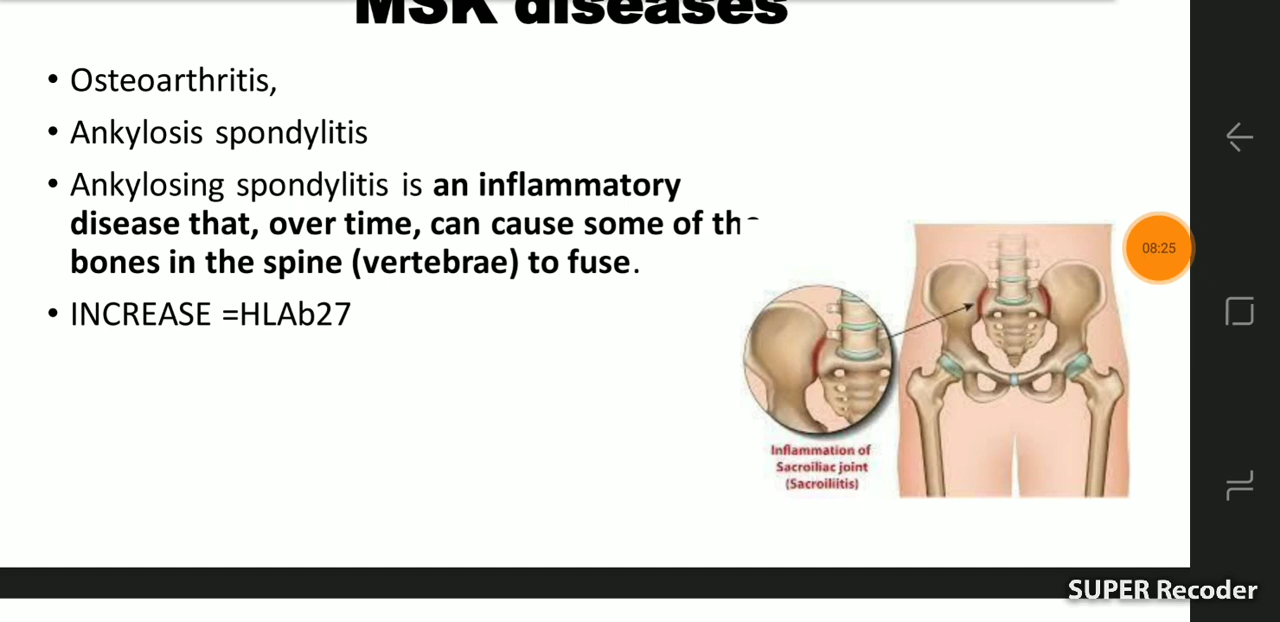 MSK diseases
• Osteoarthritis,
• Ankylosis spondylitis
• Ankylosing spondylitis is an inflammatory
disease that, over time, can cause some of the
bones in the spine (vertebrae) to fuse.
• INCREASE =HLAb27
08:25
Inflammation of
Sacroiliac joint
(Sacroiliitis)
SUPER Recoder